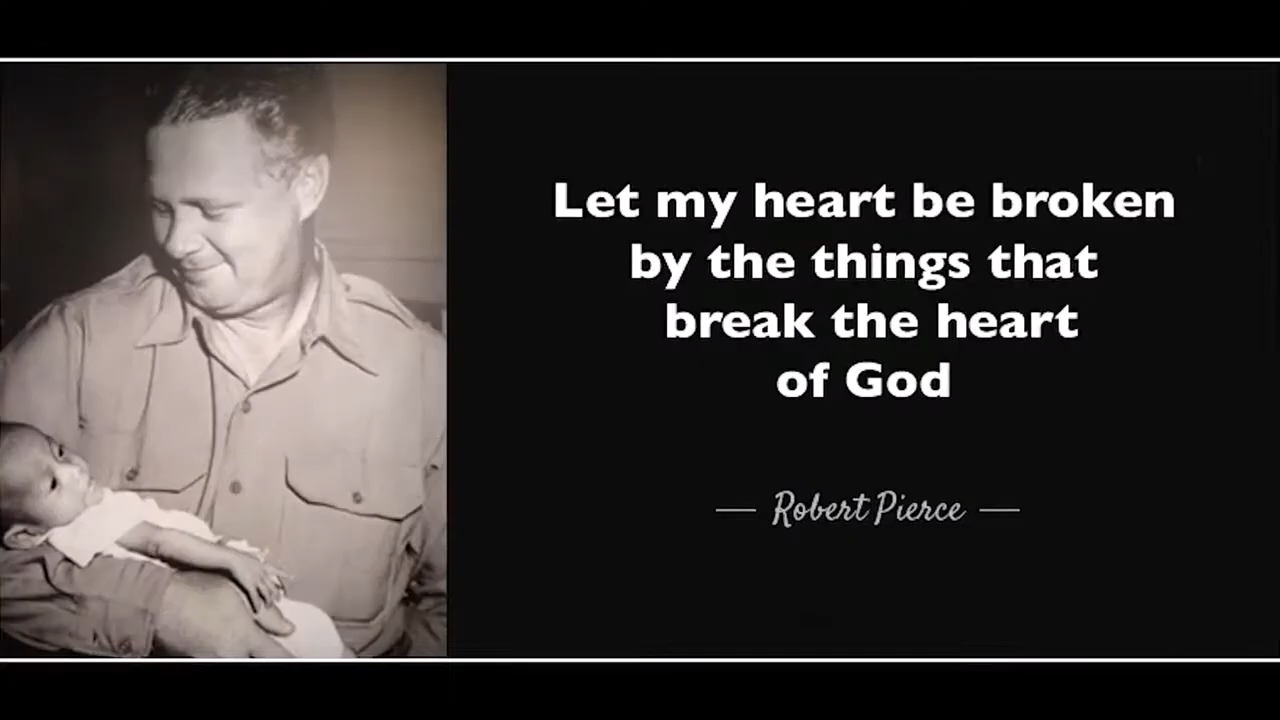 Let my heart be broken
by the things that
break the heart
of God
— Robert Pierce —